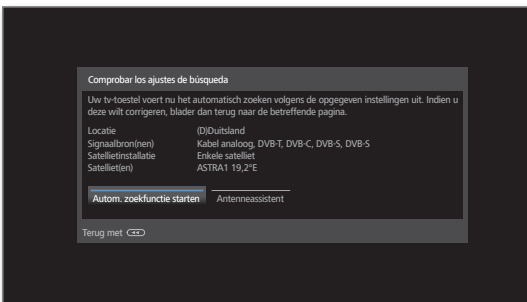 Comprobar los ajustes de búsqueda
Uw tv-toestel voert nu het automatisch zoeken volgens de opgegeven instellingen uit. Indien u
deze wilt corrigeren, blader dan terug naar de betreffende pagina.
Locatie (D)Duitsland
Signaalbron(nen) Kabel analoog, DVB-T, DVB-C, DVB-S, DVB-S
Satellietinstallatie Enkele satelliet
Satelliet(en) ASTRA1 19,2°E
Autom. zoekfunctie starten Antenneassistent
Terug met